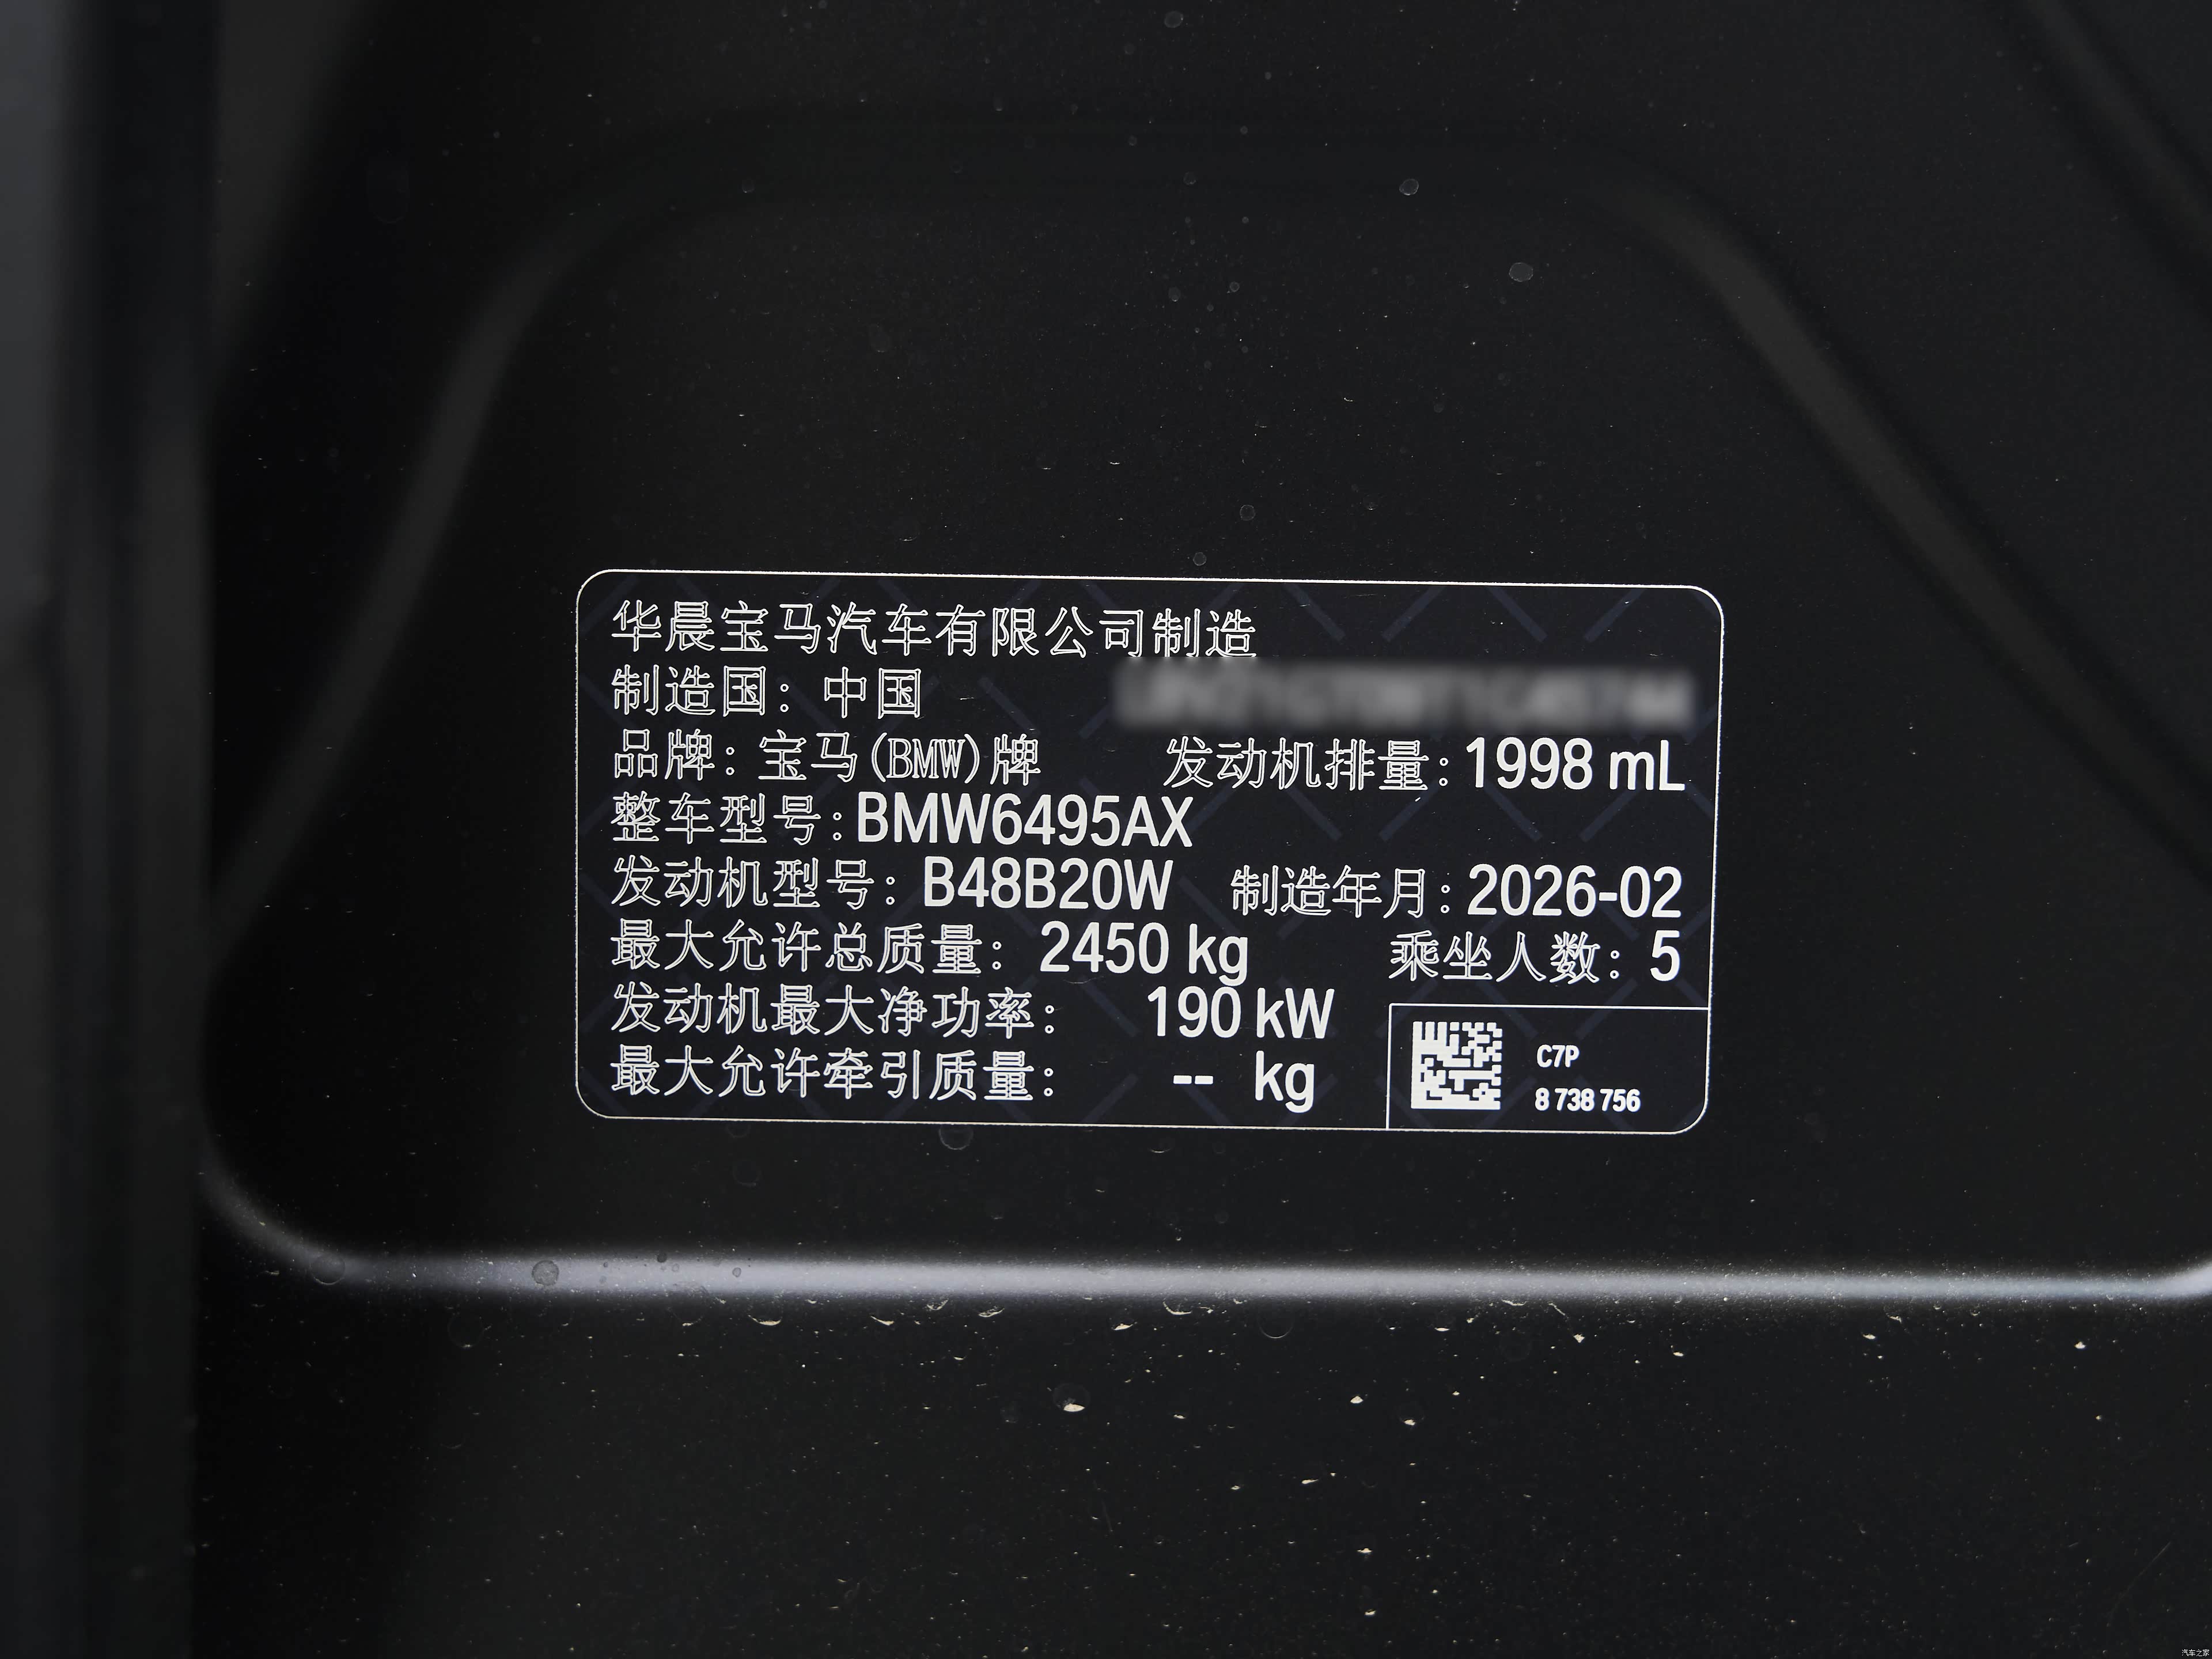 华晨宝马汽车有限公司制造
制造国：中国
品牌：宝马(BMW)牌 发动机排量：1998 mL
整车型号：BMW6495AX
发动机型号：B48B20W 制造年月：2026-02
最大允许总质量：2450 kg 乘坐人数：5
发动机最大净功率：190 kW
最大允许牵引质量：-- kg
C7P
8 738 756
汽车之家